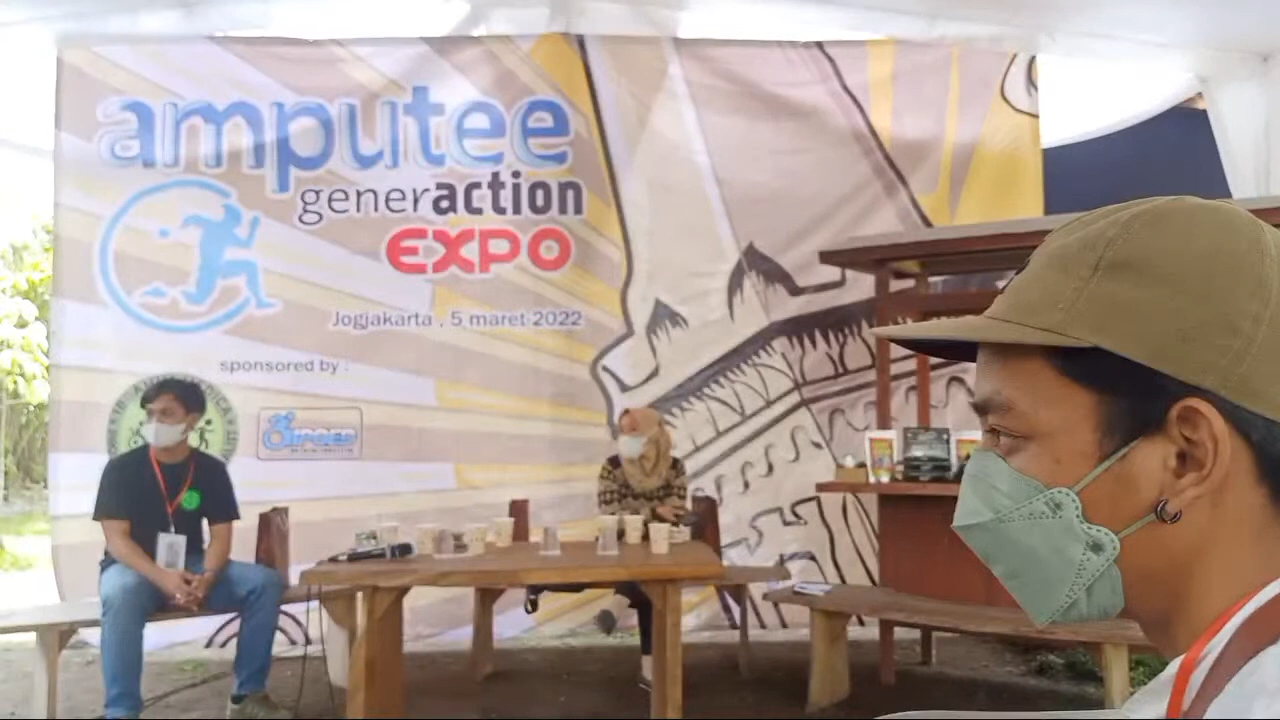 amputee
generaction
EXPO
Jogjakarta , 5 maret 2022
sponsored by :